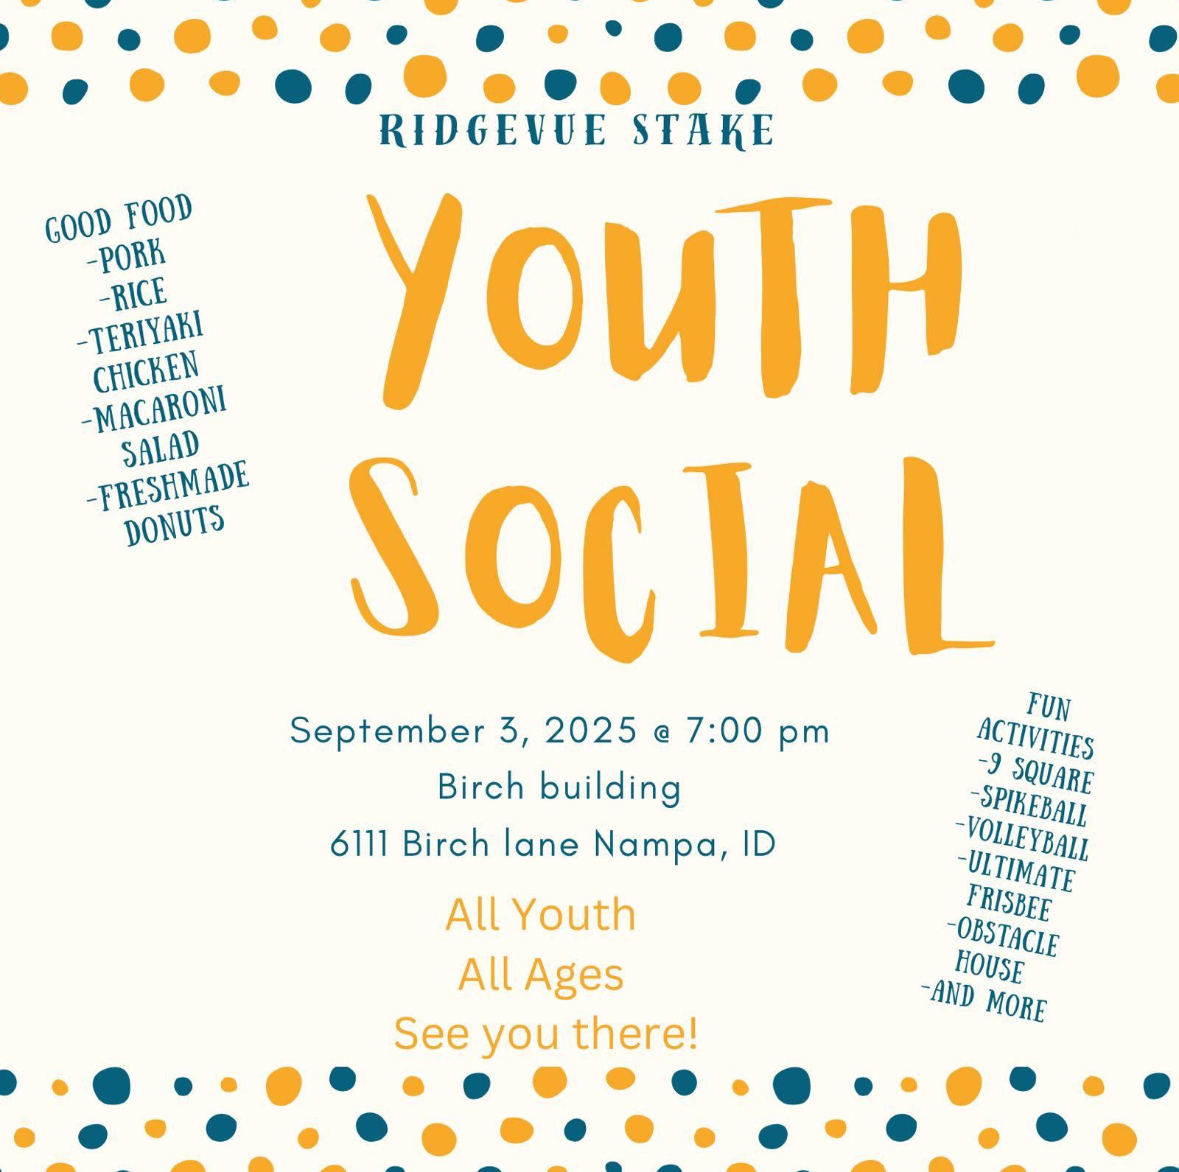 RIDGEVUE STAKE
YOUTH
SOCIAL
GOOD FOOD
-PORK
-RICE
-TERIYAKI
CHICKEN
-MACARONI
SALAD
-FRESHMADE
DONUTS
September 3, 2025 @ 7:00 pm
Birch building
6111 Birch lane Nampa, ID
All Youth
All Ages
See you there!
FUN
ACTIVITIES
-9 SQUARE
-SPIKEBALL
-VOLLEYBALL
-ULTIMATE
FRISBEE
-OBSTACLE
HOUSE
-AND MORE